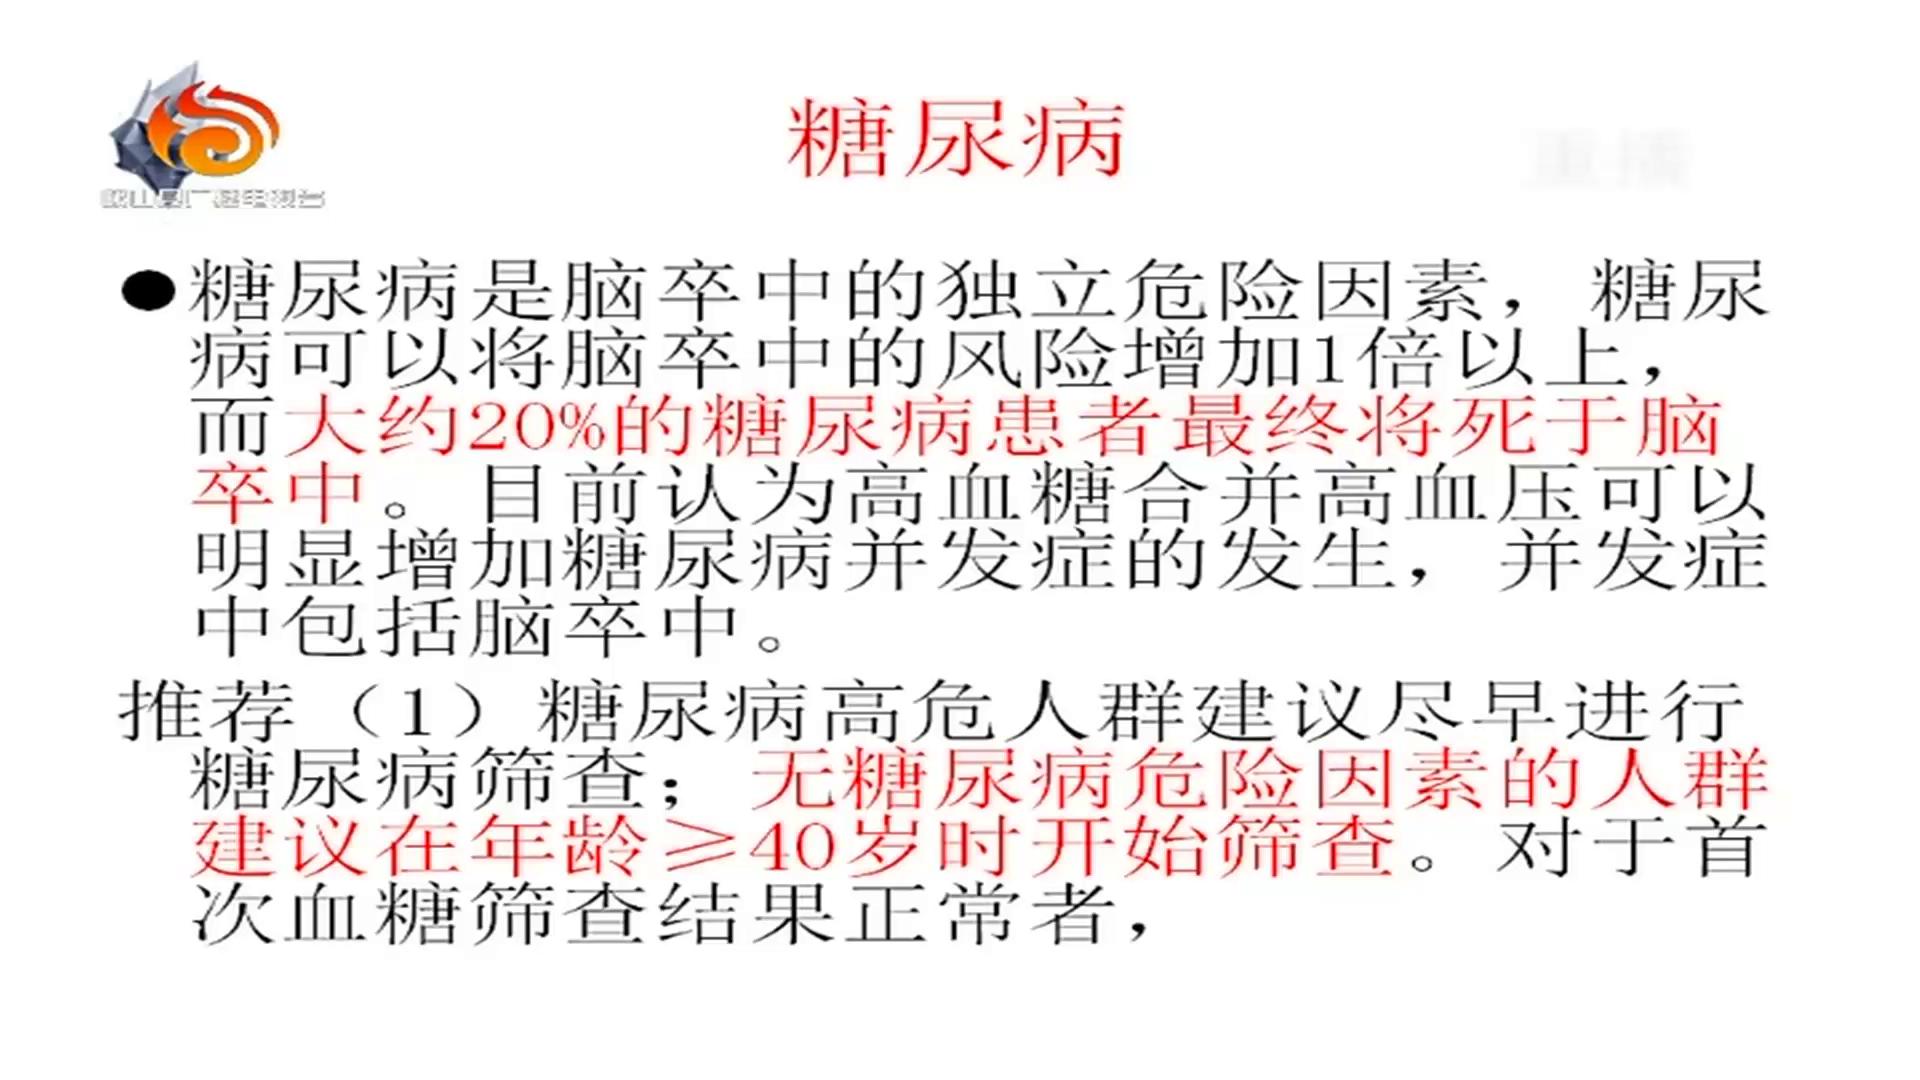 糖尿病
重播
●糖尿病是脑卒中的独立危险因素，糖尿
病可以将脑卒中的风险增加1倍以上，
而大约20%的糖尿病患者最终将死于脑
卒中。目前认为高血糖合并高血压可以
明显增加糖尿病并发症的发生，并发症
中包括脑卒中。
推荐（1）糖尿病高危人群建议尽早进行
糖尿病筛查；无糖尿病危险因素的人群
建议在年龄≥40岁时开始筛查。对于首
次血糖筛查结果正常者，